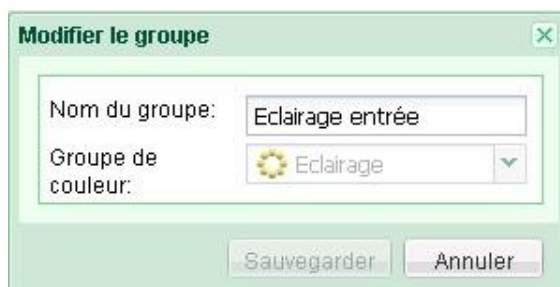 Modifier le groupe
Nom du groupe: Eclairage entrée
Groupe de couleur: Eclairage
Sauvegarder Annuler